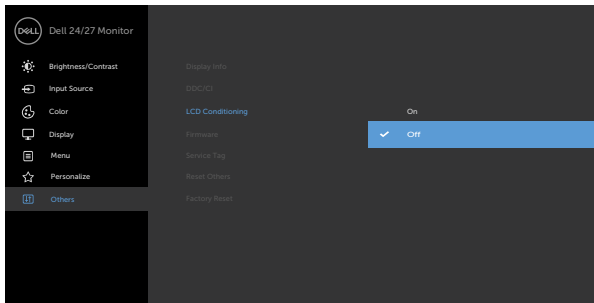 DELL
Dell 24/27 Monitor
Brightness/Contrast
Input Source
Color
Display
Menu
Personalize
Others
Display Info
DDC/CI
LCD Conditioning
Firmware
Service Tag
Reset Others
Factory Reset
On
Off